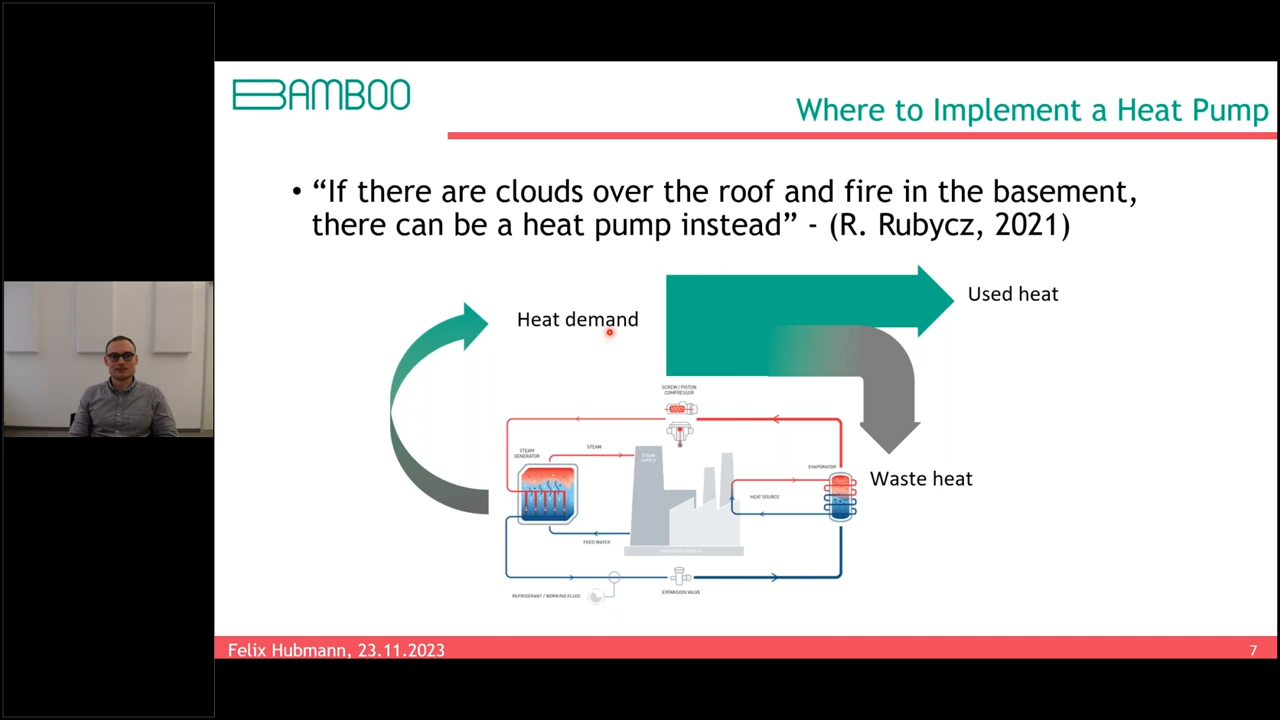 BAMBOO
Where to Implement a Heat Pump
• “If there are clouds over the roof and fire in the basement,
there can be a heat pump instead” - (R. Rubycz, 2021)
Used heat
Heat demand
SCREW / PISTON
COMPRESSOR
STEAM
GENERATOR
STEAM
STEAM
SUPPLY
EVAPORATOR
Waste heat
HEAT SOURCE
FEED WATER
REFRIGERANT / WORKING FLUID
EXPANSION VALVE
Felix Hubmann, 23.11.2023
7